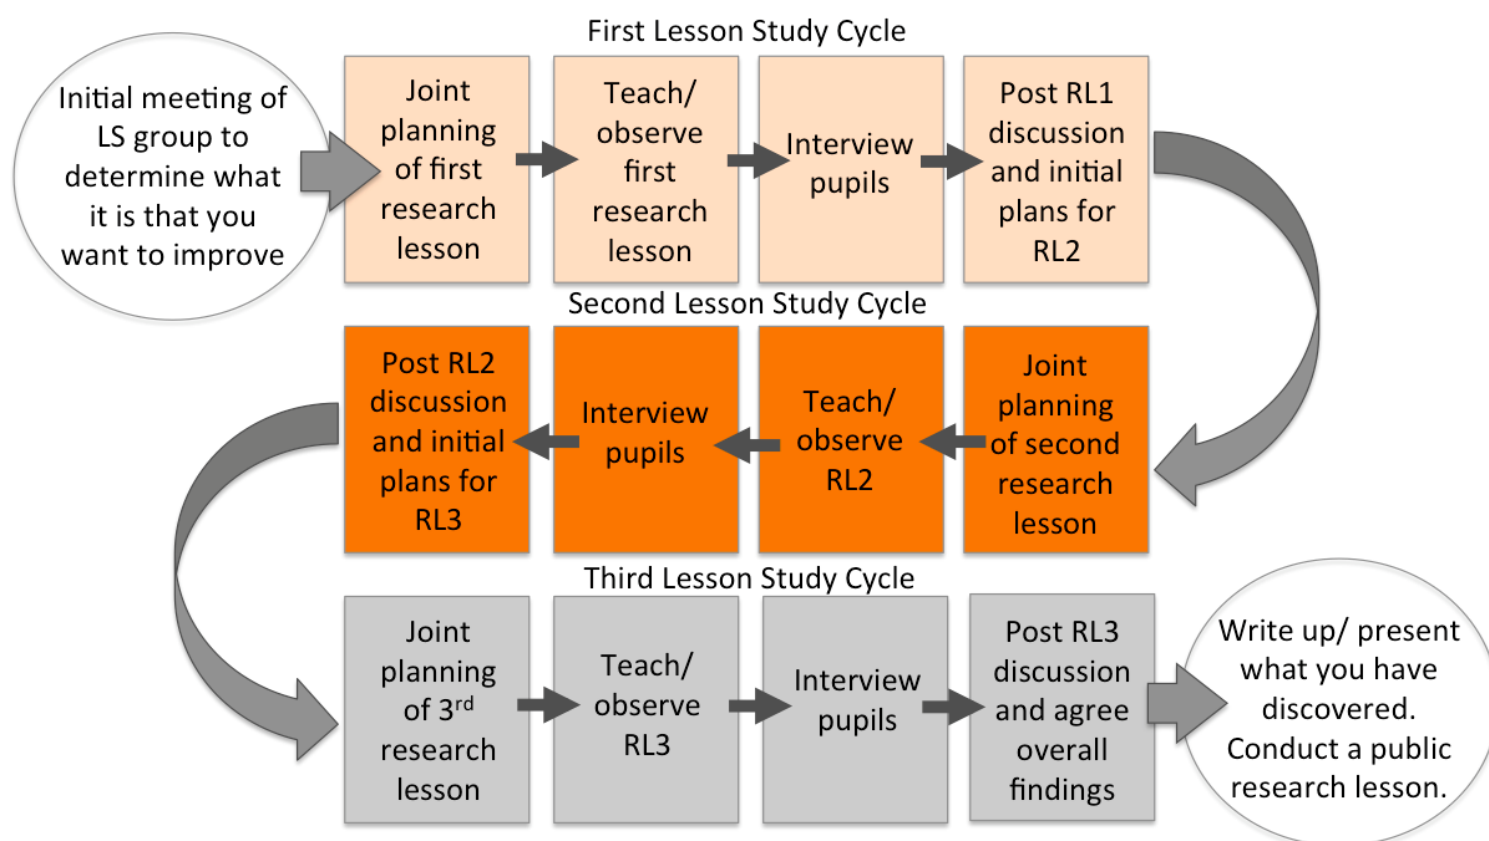 First Lesson Study Cycle
Initial meeting of
LS group to
determine what
it is that you
want to improve
Joint
planning
of first
research
lesson
Teach/
observe
first
research
lesson
Interview
pupils
Post RL1
discussion
and initial
plans for
RL2
Second Lesson Study Cycle
Joint
planning
of second
research
lesson
Teach/
observe
RL2
Interview
pupils
Post RL2
discussion
and initial
plans for
RL3
Third Lesson Study Cycle
Joint
planning
of 3rd
research
lesson
Teach/
observe
RL3
Interview
pupils
Post RL3
discussion
and agree
overall
findings
Write up/ present
what you have
discovered.
Conduct a public
research lesson.